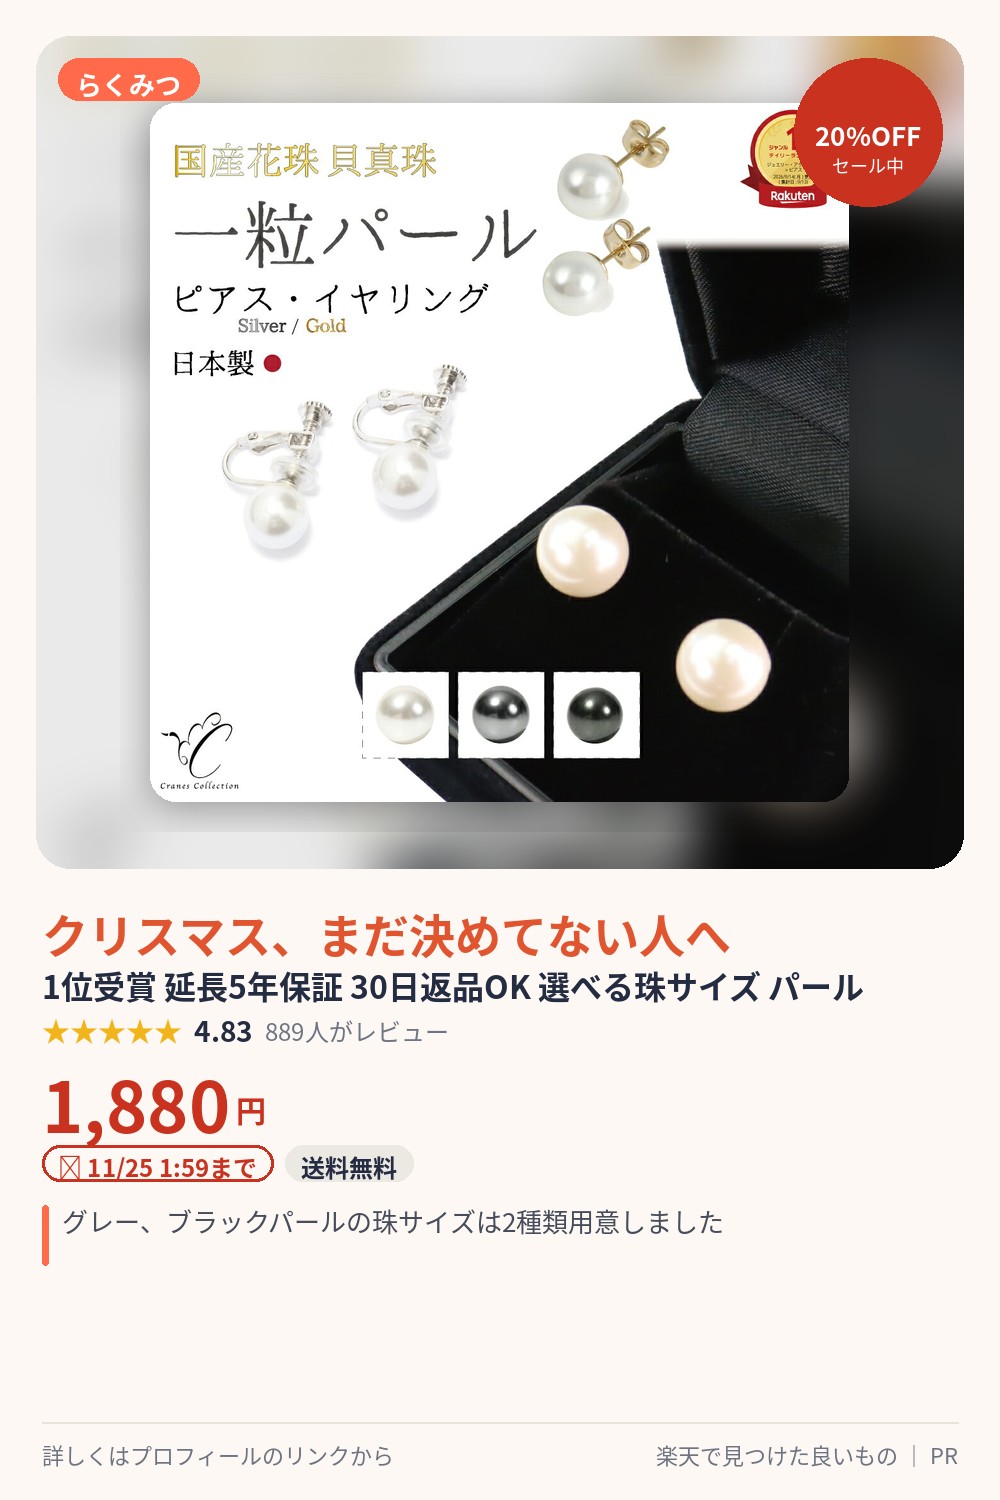 らくみつ
20%OFF
セール中
国産花珠 貝真珠
一粒パール
ピアス・イヤリング
Silver / Gold
日本製
Rakuten
Cranes Collection
クリスマス、まだ決めてない人へ
1位受賞 延長5年保証 30日返品OK 選べる珠サイズ パール
★★★★★ 4.83 889人がレビュー
1,880円
11/25 1:59まで 送料無料
グレー、ブラックパールの珠サイズは2種類用意しました
詳しくはプロフィールのリンクから
楽天で見つけた良いもの | PR